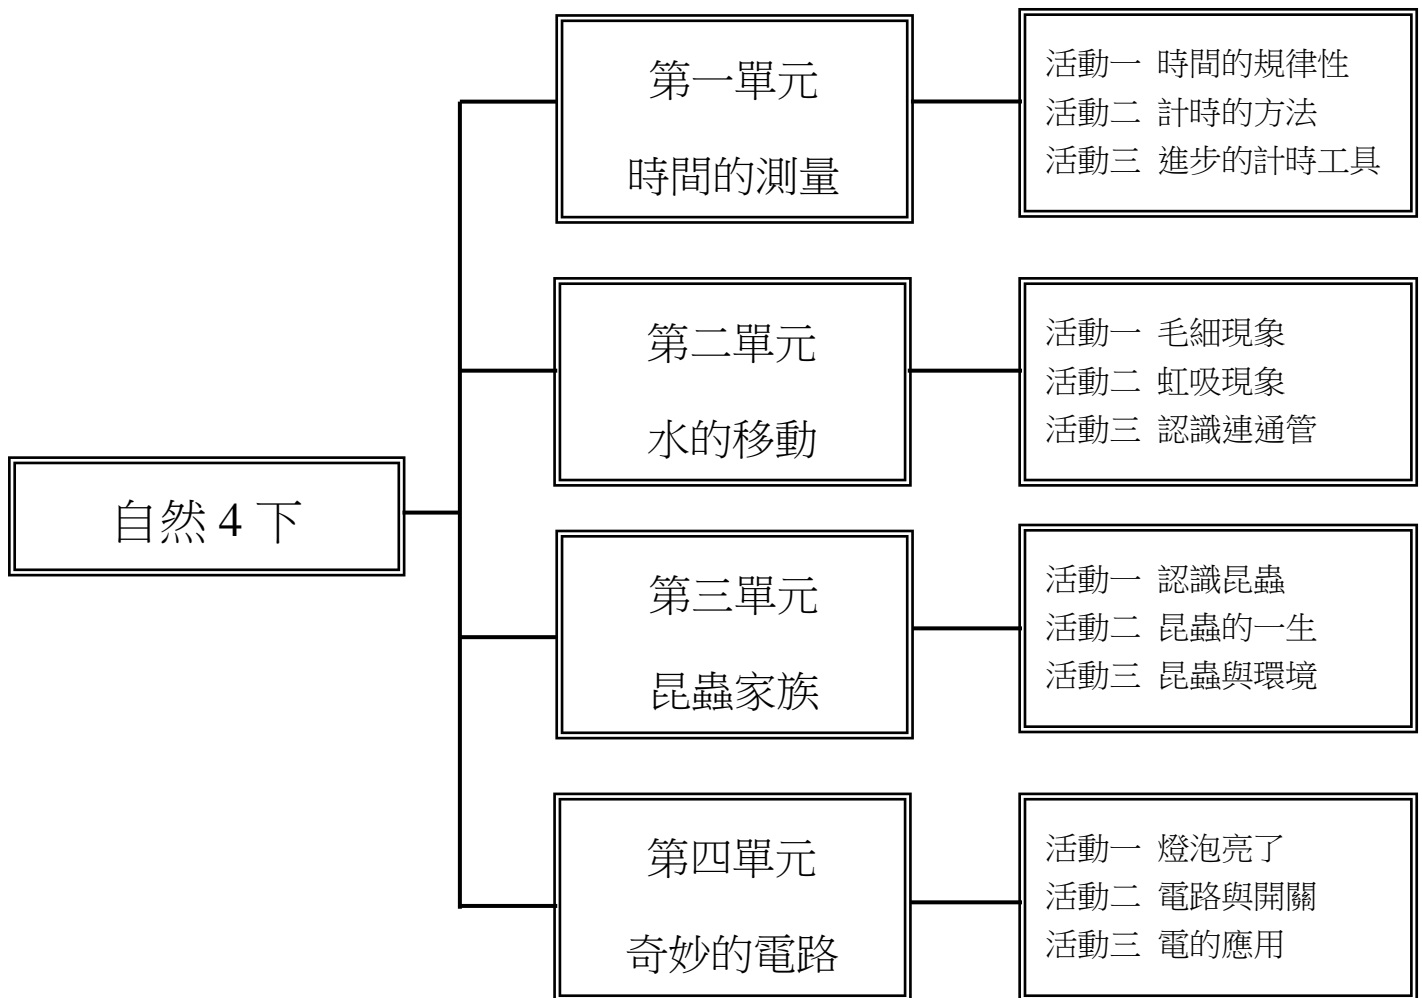 自然 4 下
第一單元
時間的測量
活動一 時間的規律性
活動二 計時的方法
活動三 進步的計時工具
第二單元
水的移動
活動一 毛細現象
活動二 虹吸現象
活動三 認識連通管
第三單元
昆蟲家族
活動一 認識昆蟲
活動二 昆蟲的一生
活動三 昆蟲與環境
第四單元
奇妙的電路
活動一 燈泡亮了
活動二 電路與開關
活動三 電的應用